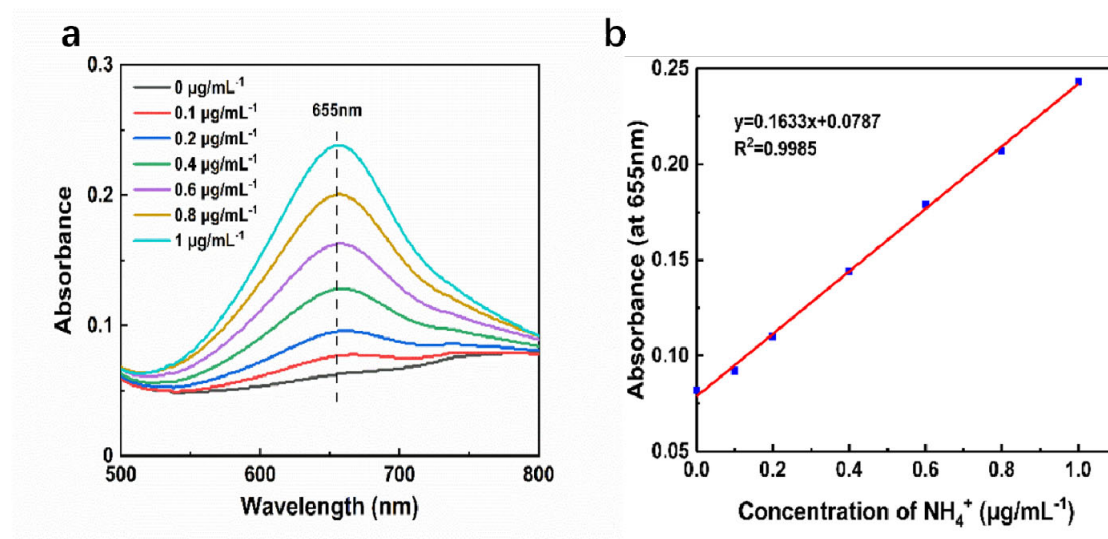 a
0.3
0.2
0.1
0
Absorbance
0 µg/mL⁻¹
0.1 µg/mL⁻¹
0.2 µg/mL⁻¹
0.4 µg/mL⁻¹
0.6 µg/mL⁻¹
0.8 µg/mL⁻¹
1 µg/mL⁻¹
655nm
500 600 700 800
Wavelength (nm)
b
0.25
0.20
0.15
0.10
0.05
Absorbance (at 655nm)
y=0.1633x+0.0787
R²=0.9985
0.0 0.2 0.4 0.6 0.8 1.0
Concentration of NH₄⁺ (µg/mL⁻¹)